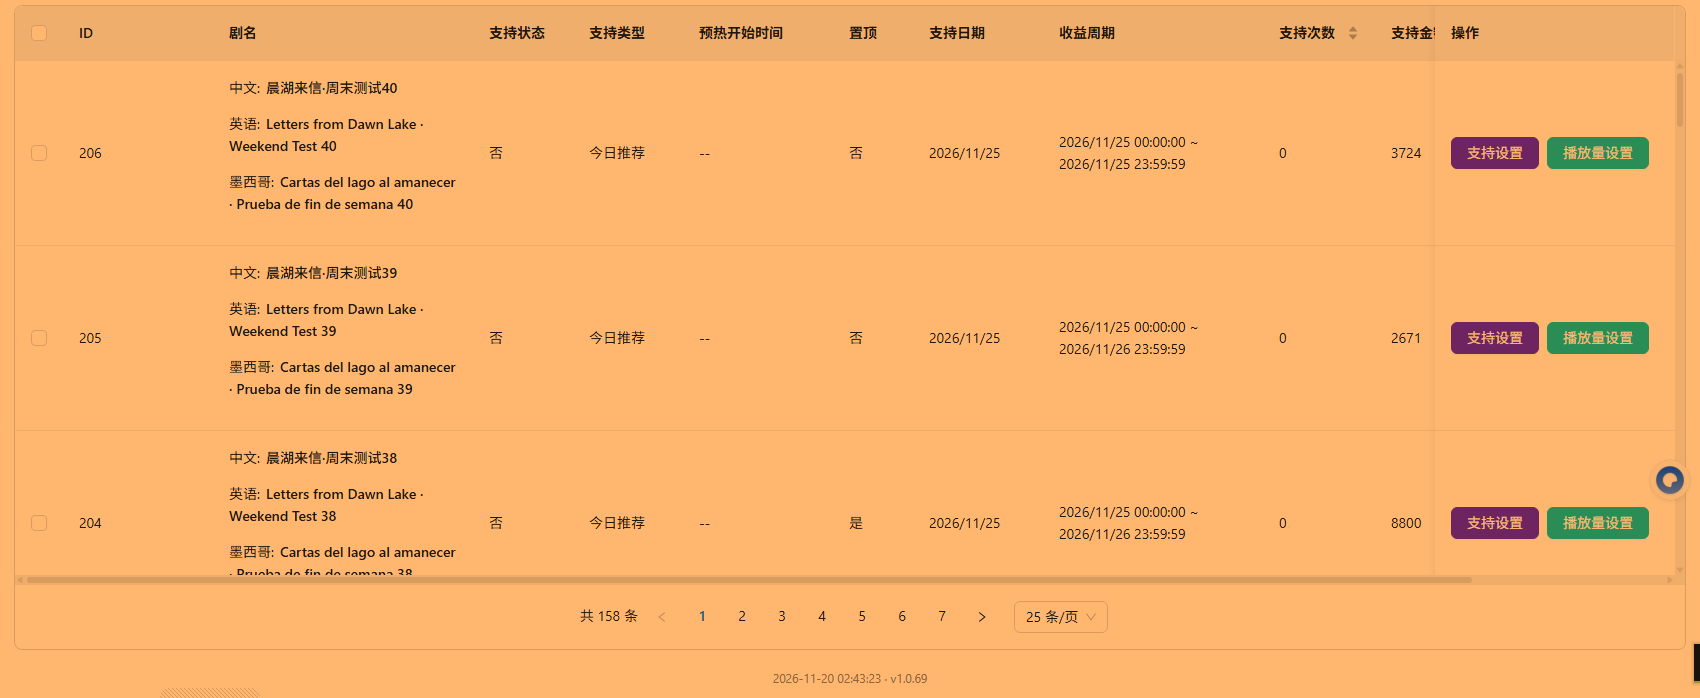 ID 剧名 支持状态 支持类型 预热开始时间 置顶 支持日期 收益周期 支持次数 支持金 操作
中文: 晨湖来信·周末测试40
英语: Letters from Dawn Lake ·
Weekend Test 40
墨西哥: Cartas del lago al amanecer
· Prueba de fin de semana 40
206 否 今日推荐 -- 否 2026/11/25 2026/11/25 00:00:00 ~
2026/11/25 23:59:59 0 3724 支持设置 播放量设置
中文: 晨湖来信·周末测试39
英语: Letters from Dawn Lake ·
Weekend Test 39
墨西哥: Cartas del lago al amanecer
· Prueba de fin de semana 39
205 否 今日推荐 -- 否 2026/11/25 2026/11/25 00:00:00 ~
2026/11/26 23:59:59 0 2671 支持设置 播放量设置
中文: 晨湖来信·周末测试38
英语: Letters from Dawn Lake ·
Weekend Test 38
墨西哥: Cartas del lago al amanecer
· Prueba de fin de semana 38
204 否 今日推荐 -- 是 2026/11/25 2026/11/25 00:00:00 ~
2026/11/26 23:59:59 0 8800 支持设置 播放量设置
共 158 条 < 1 2 3 4 5 6 7 > 25 条/页
2026-11-20 02:43:23 · v1.0.69